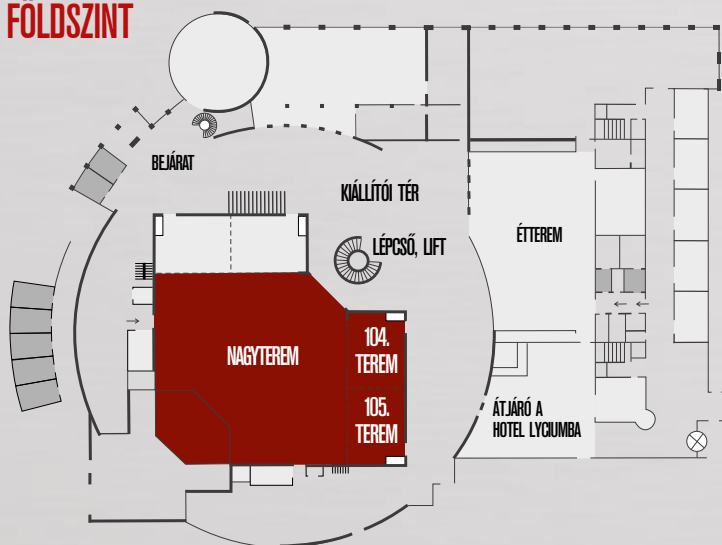 FÖLDSZINT
BEJÁRAT
KIÁLLÍTÓI TÉR
LÉPCSŐ, LIFT
ÉTTEREM
NAGYTEREM
104.
TEREM
105.
TEREM
ÁTJÁRÓ A
HOTEL LYCIUMBA